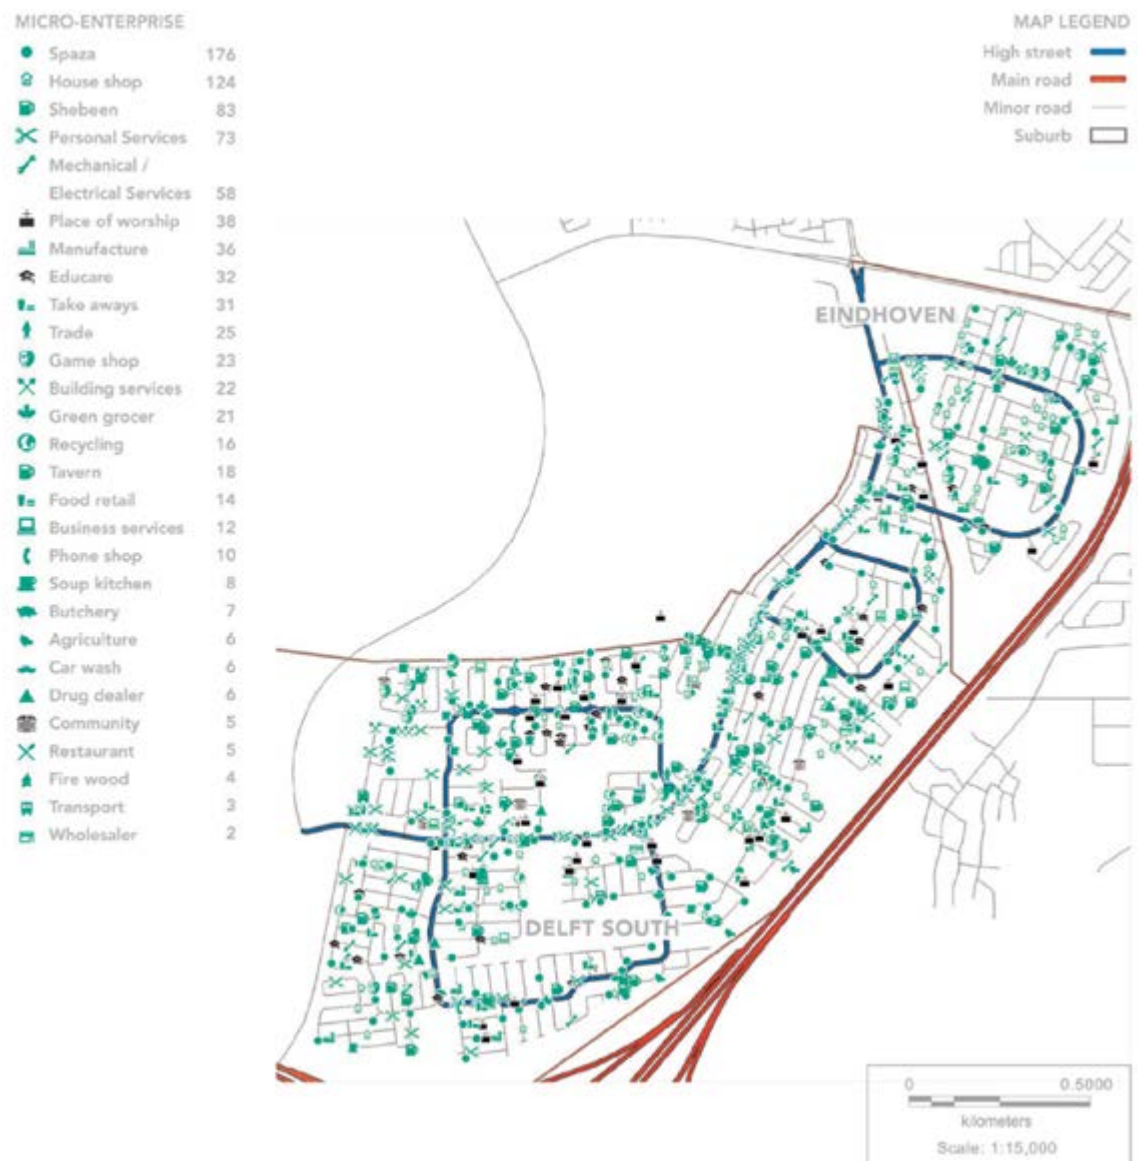 MICRO-ENTERPRISE
Spaza 176
House shop 124
Shebeen 83
Personal Services 73
Mechanical /
Electrical Services 58
Place of worship 38
Manufacture 36
Educare 32
Take aways 31
Trade 25
Game shop 23
Building services 22
Green grocer 21
Recycling 16
Tavern 18
Food retail 14
Business services 12
Phone shop 10
Soup kitchen 8
Butchery 7
Agriculture 6
Car wash 6
Drug dealer 6
Community 5
Restaurant 5
Fire wood 4
Transport 3
Wholesaler 2
MAP LEGEND
High street
Main road
Minor road
Suburb
EINDHOVEN
DELFT SOUTH
0 0.5000
kilometers
Scale: 1:15,000